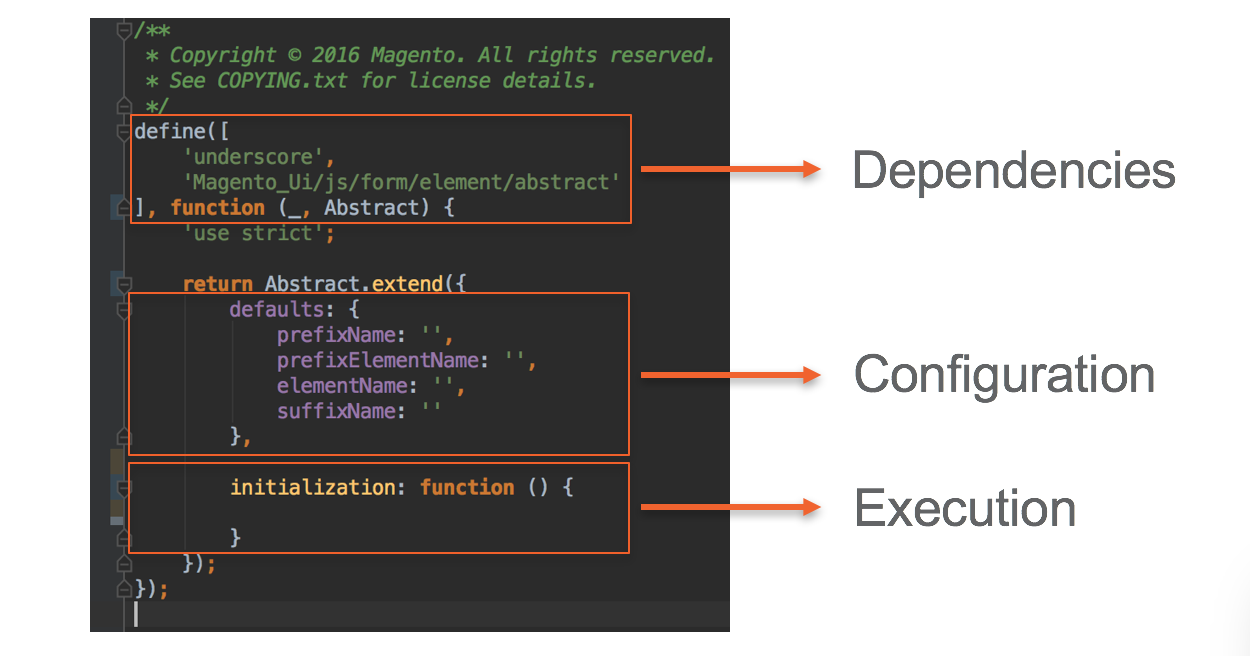 /**
 * Copyright © 2016 Magento. All rights reserved.
 * See COPYING.txt for license details.
 */
define([
    'underscore',
    'Magento_Ui/js/form/element/abstract'
], function (_, Abstract) {
    'use strict';
    return Abstract.extend({
        defaults: {
            prefixName: '',
            prefixElementName: '',
            elementName: '',
            suffixName: ''
        },
        initialization: function () {
        }
    });
});
Dependencies
Configuration
Execution